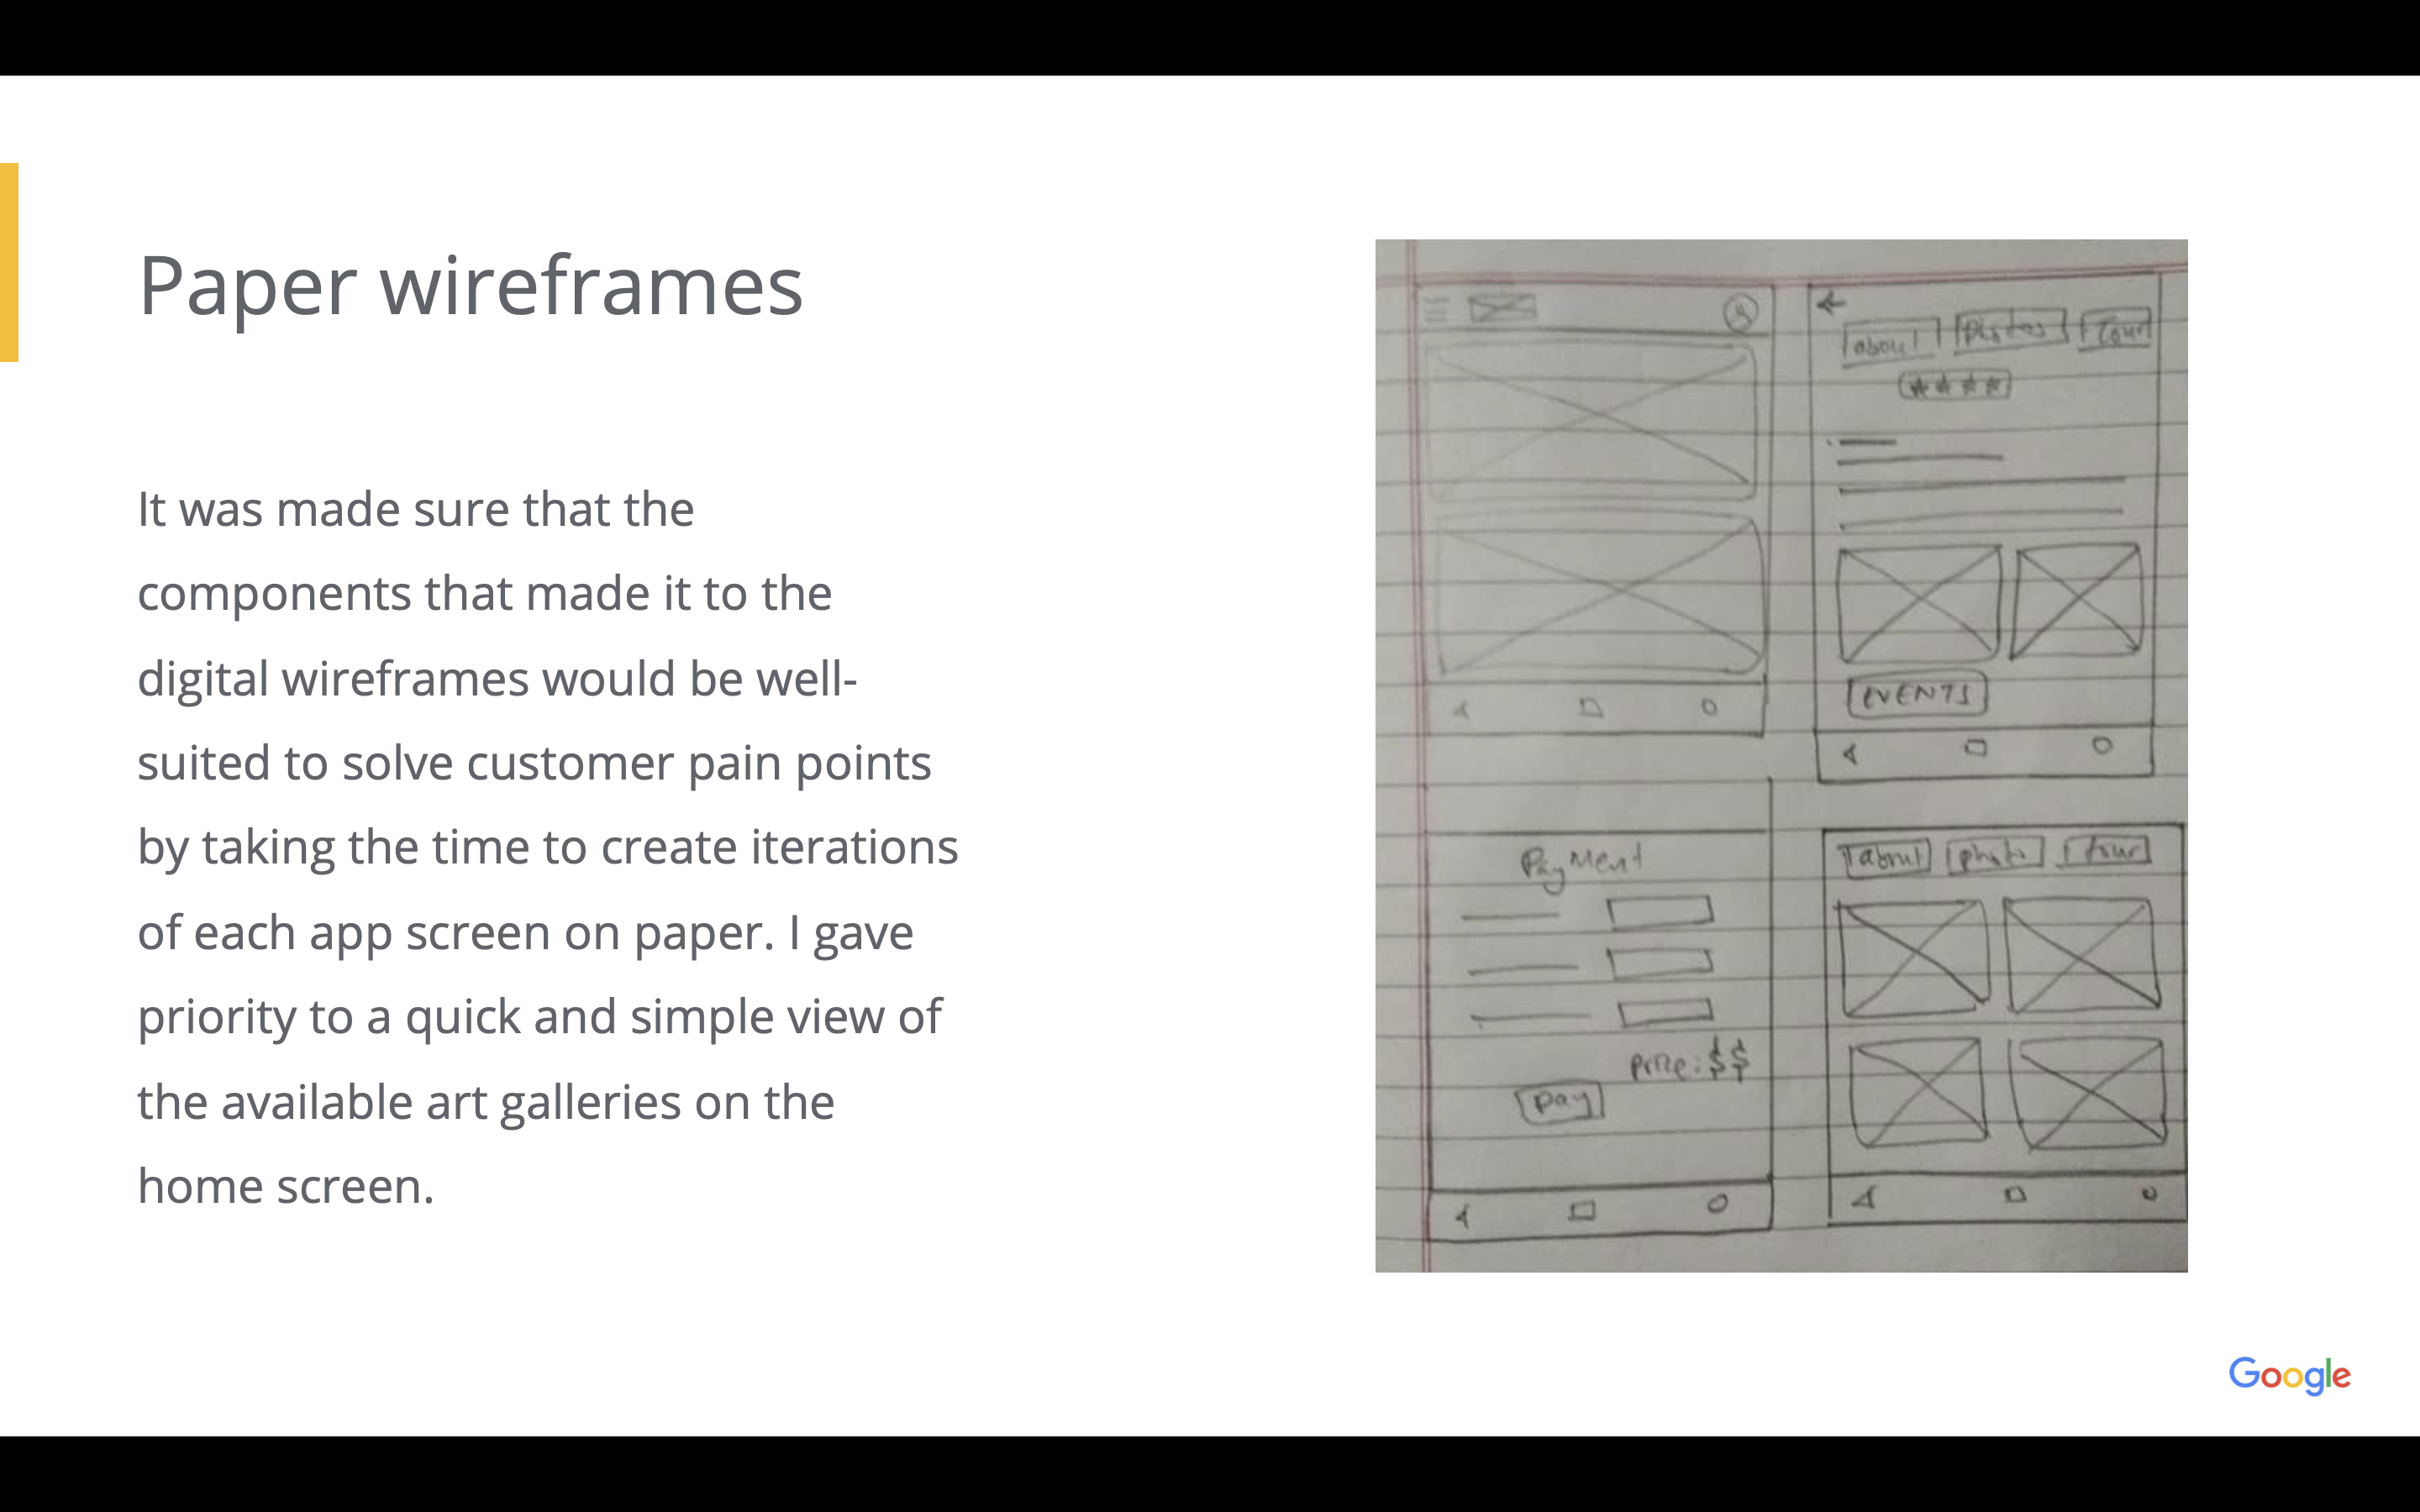 Paper wireframes
It was made sure that the
components that made it to the
digital wireframes would be well-
suited to solve customer pain points
by taking the time to create iterations
of each app screen on paper. I gave
priority to a quick and simple view of
the available art galleries on the
home screen.
about photos tour
EVENTS
Payment
Price: $$
pay
about photo tour
Google